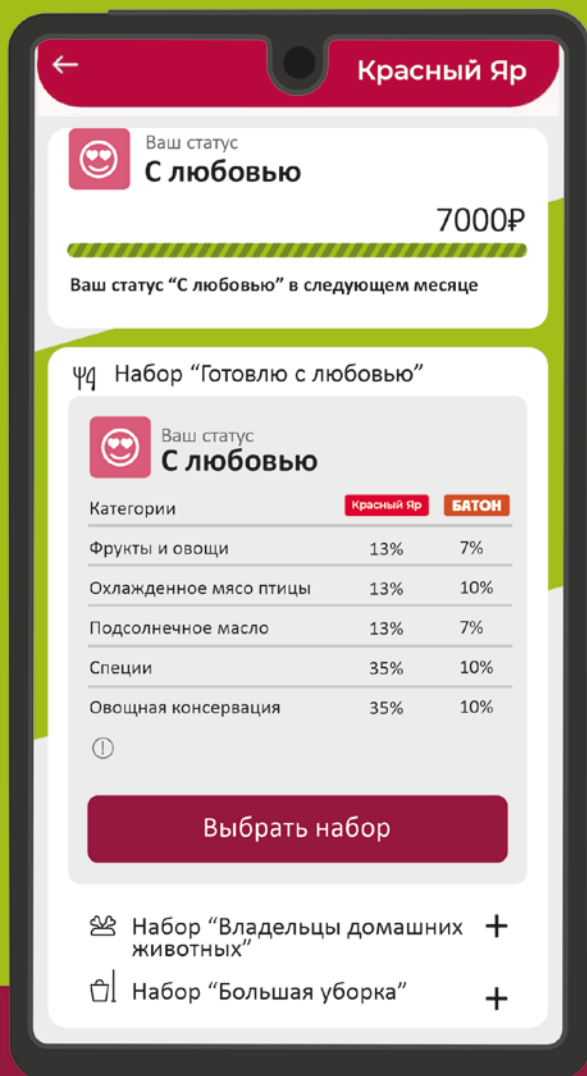 Красный Яр
Ваш статус
С любовью
7000₽
Ваш статус “С любовью” в следующем месяце
Набор “Готовлю с любовью”
Ваш статус
С любовью
Категории Красный Яр БАТОН
Фрукты и овощи 13% 7%
Охлажденное мясо птицы 13% 10%
Подсолнечное масло 13% 7%
Специи 35% 10%
Овощная консервация 35% 10%
Выбрать набор
Набор “Владельцы домашних
животных”
Набор “Большая уборка”